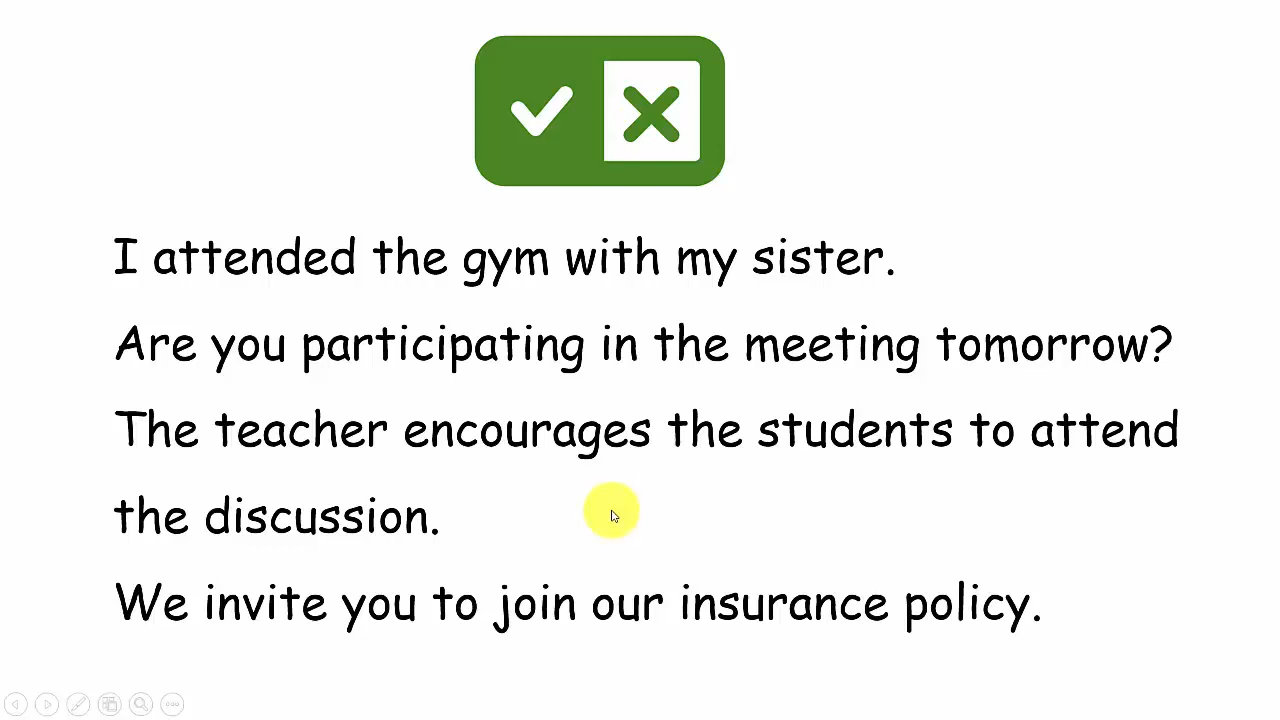 I attended the gym with my sister.
Are you participating in the meeting tomorrow?
The teacher encourages the students to attend
the discussion.
We invite you to join our insurance policy.